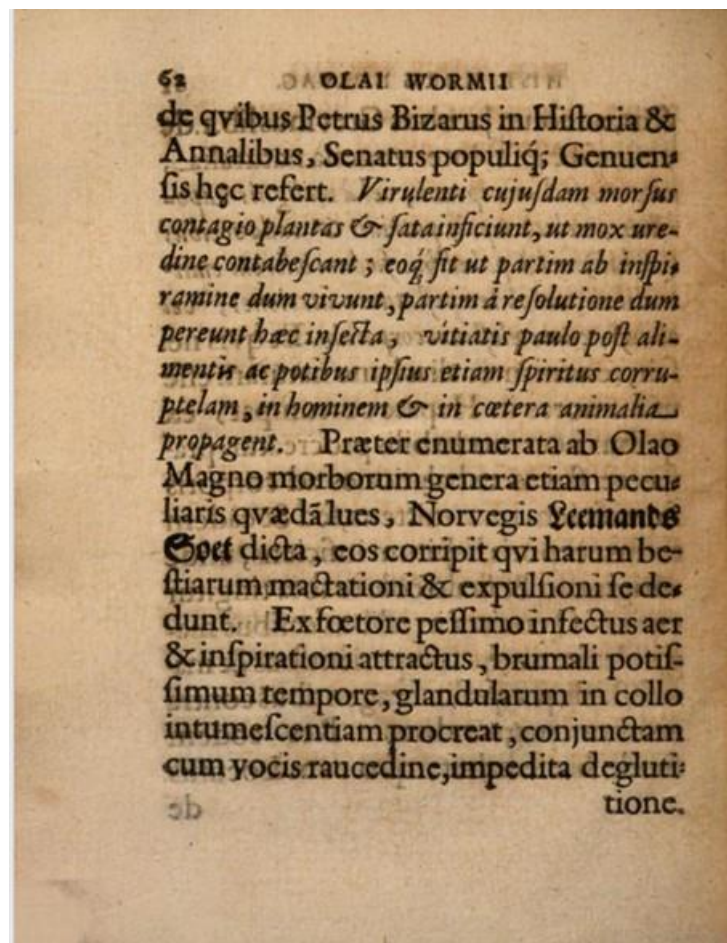 62 OLAI WORMII
de qvibus Petrus Bizarus in Hiſtoria &
Annalibus, Senatus populiq́; Genuen-
ſis hęc refert. Virulenti cujuſdam morſus
contagio plantas & ſata inficiunt, ut mox ure-
dine contabeſcant; eoq́ fit ut partim ab inſpi-
ramine dum vivunt, partim á reſolutione dum
pereunt hæc inſecta, vitiatis paulo poſt ali-
mentis ac potibus ipſius etiam ſpiritus corru-
ptelam, in hominem & in cætera animalia
propagent. Præter enumerata ab Olao
Magno morborum genera etiam pecu-
liaris qvædā lues, Norvegis Leemands
Soet dicta, eos corripit qvi harum be-
ſtiarum mactationi & expulſioni ſe de-
dunt. Ex fœtore peſſimo infectus aer
& inſpirationi attractus, brumali potiſ-
ſimum tempore, glandularum in collo
intumeſcentiam procreat, conjunctam
cum vocis raucedine, impedita degluti-
tione.